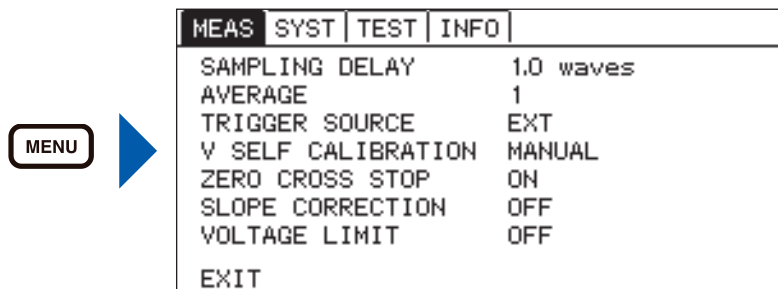 MENU
MEAS SYST TEST INFO
SAMPLING DELAY 1.0 waves
AVERAGE 1
TRIGGER SOURCE EXT
V SELF CALIBRATION MANUAL
ZERO CROSS STOP ON
SLOPE CORRECTION OFF
VOLTAGE LIMIT OFF
EXIT